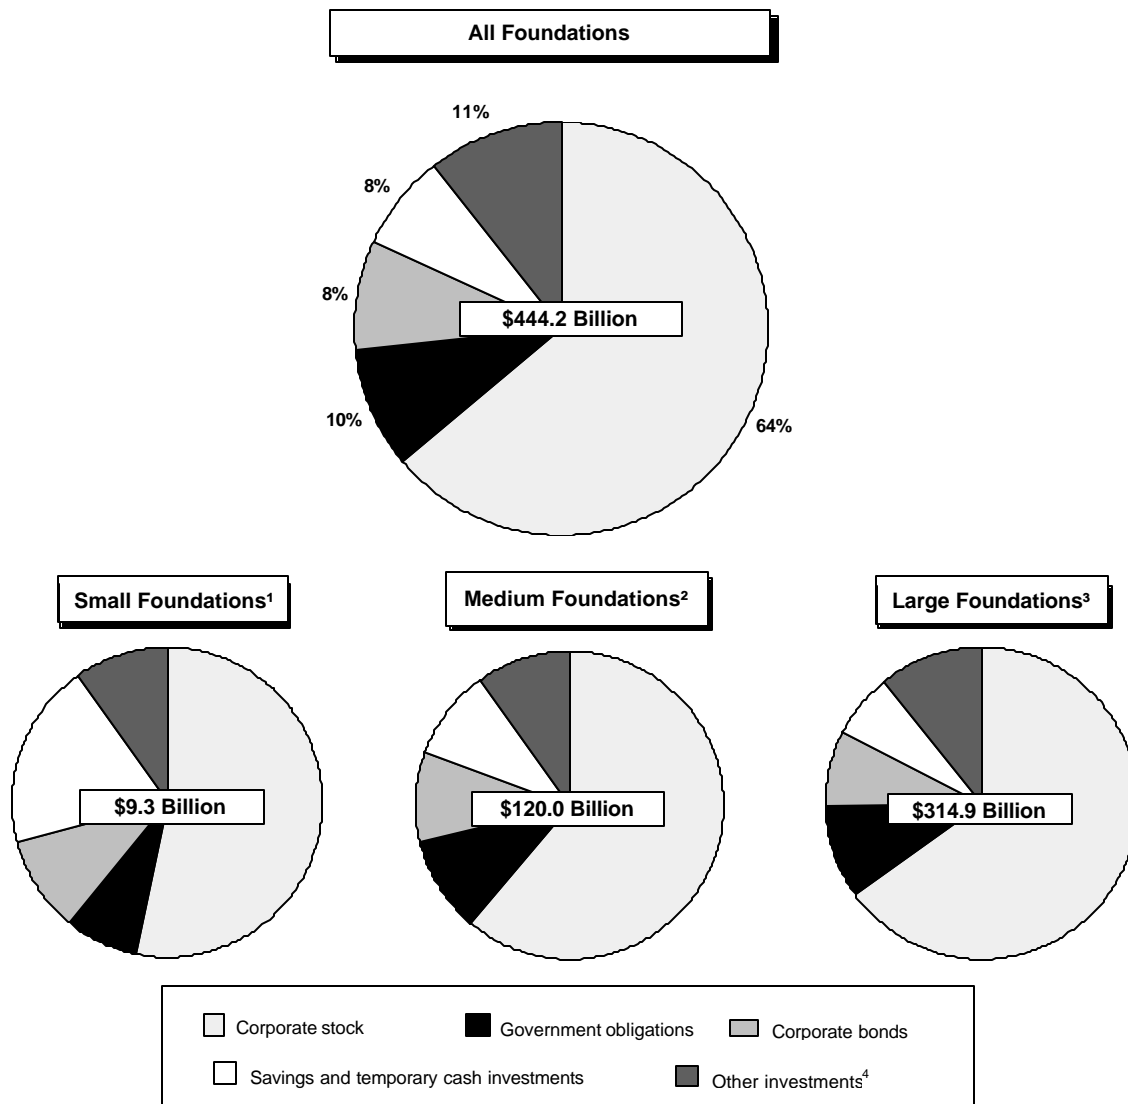 All Foundations
11%
8%
8%
$444.2 Billion
10%
64%
Small Foundations¹
Medium Foundations²
Large Foundations³
$9.3 Billion
$120.0 Billion
$314.9 Billion
Corporate stock
Government obligations
Corporate bonds
Savings and temporary cash investments
Other investments⁴